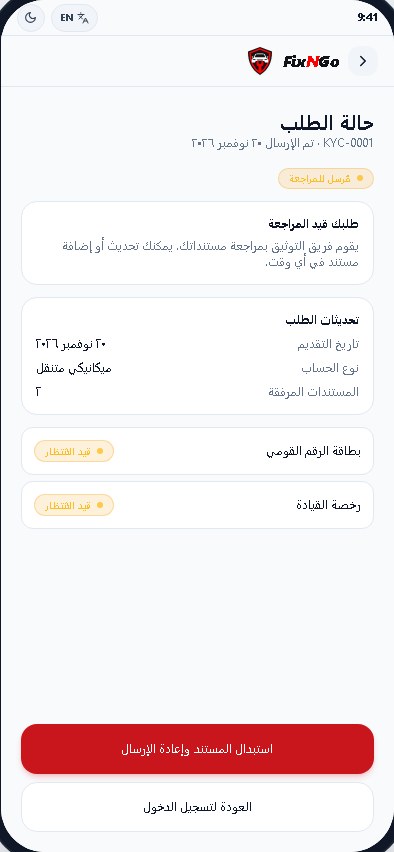 9:41
EN
FixNGo
حالة الطلب
KYC-0001 · تم الإرسال ٢٠ نوفمبر ٢٠٢٦
مُرسل للمراجعة
طلبك قيد المراجعة
يقوم فريق التوثيق بمراجعة مستنداتك. يمكنك تحديث أو إضافة
مستند في أي وقت.
تحديثات الطلب
تاريخ التقديم ٢٠ نوفمبر ٢٠٢٦
نوع الحساب ميكانيكي متنقل
المستندات المرفقة ٢
بطاقة الرقم القومي قيد الانتظار
رخصة القيادة قيد الانتظار
استبدال المستند وإعادة الإرسال
العودة لتسجيل الدخول